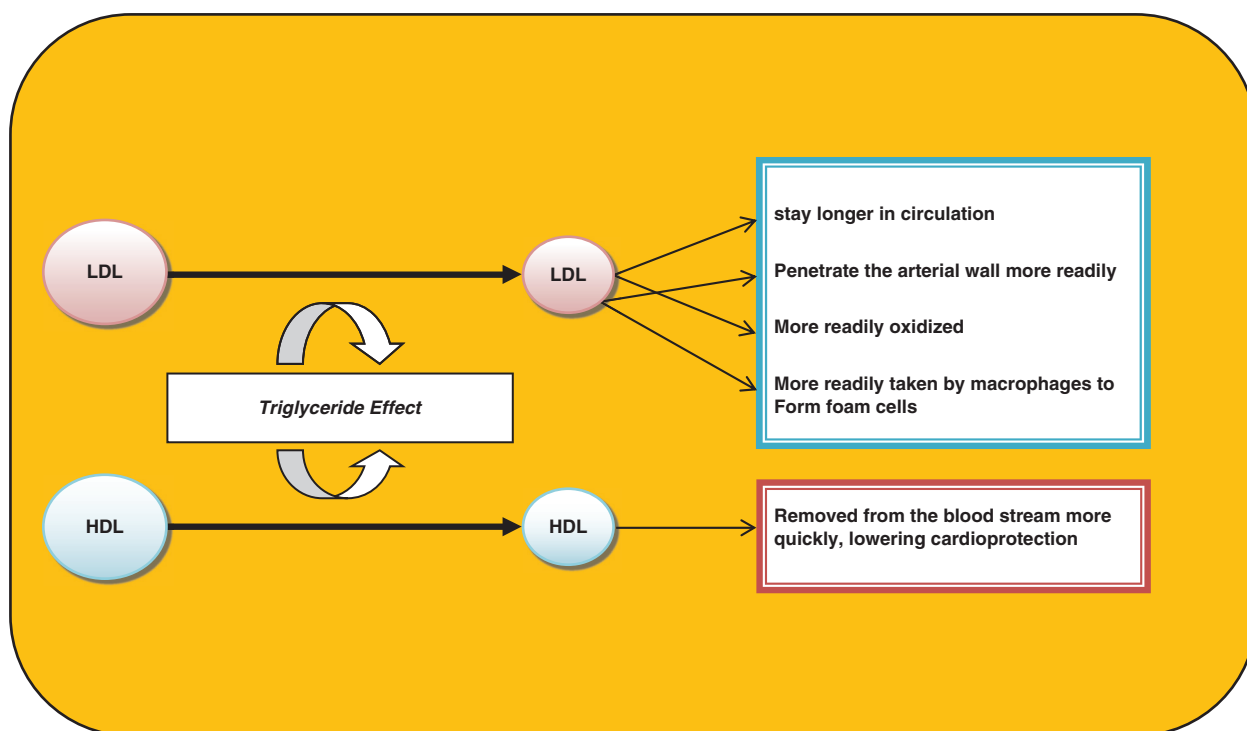 LDL
LDL
stay longer in circulation
Penetrate the arterial wall more readily
More readily oxidized
More readily taken by macrophages to
Form foam cells
Triglyceride Effect
HDL
HDL
Removed from the blood stream more
quickly, lowering cardioprotection